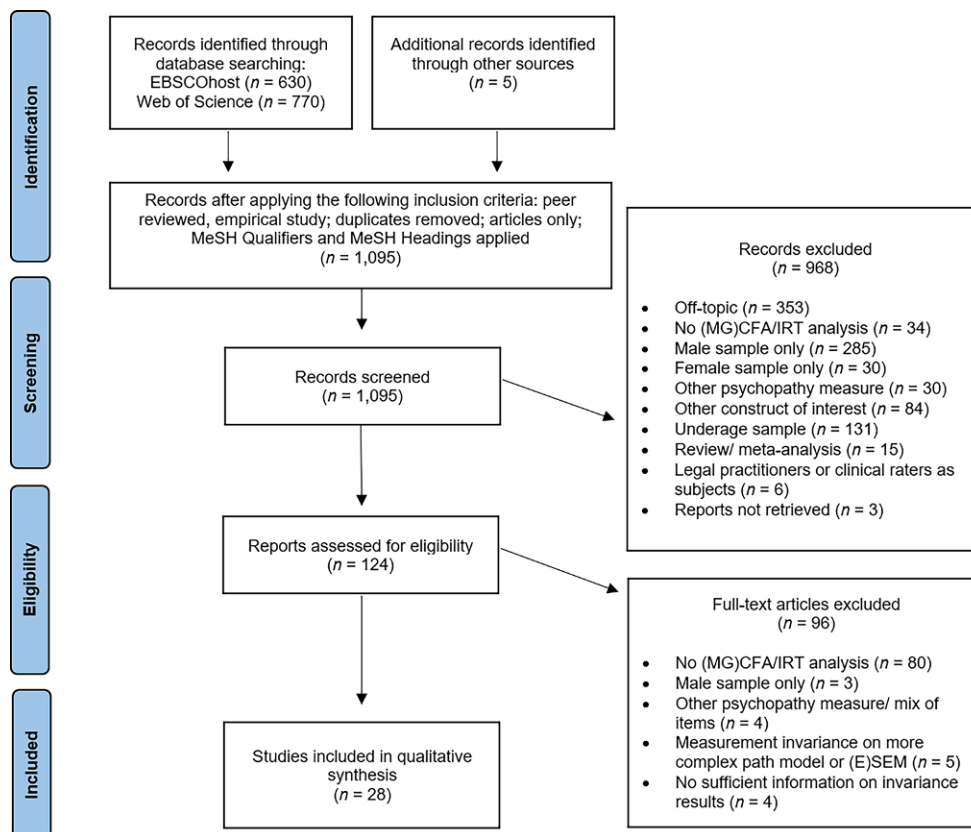 Identification
Records identified through
database searching:
EBSCOhost (n = 630)
Web of Science (n = 770)
Additional records identified
through other sources
(n = 5)
Records after applying the following inclusion criteria: peer
reviewed, empirical study; duplicates removed; articles only;
MeSH Qualifiers and MeSH Headings applied
(n = 1,095)
Screening
Records screened
(n = 1,095)
Records excluded
(n = 968)
• Off-topic (n = 353)
• No (MG)CFA/IRT analysis (n = 34)
• Male sample only (n = 285)
• Female sample only (n = 30)
• Other psychopathy measure (n = 30)
• Other construct of interest (n = 84)
• Underage sample (n = 131)
• Review/ meta-analysis (n = 15)
• Legal practitioners or clinical raters as
subjects (n = 6)
• Reports not retrieved (n = 3)
Eligibility
Reports assessed for eligibility
(n = 124)
Full-text articles excluded
(n = 96)
• No (MG)CFA/IRT analysis (n = 80)
• Male sample only (n = 3)
• Other psychopathy measure/ mix of
items (n = 4)
• Measurement invariance on more
complex path model or (E)SEM (n = 5)
• No sufficient information on invariance
results (n = 4)
Included
Studies included in qualitative
synthesis
(n = 28)